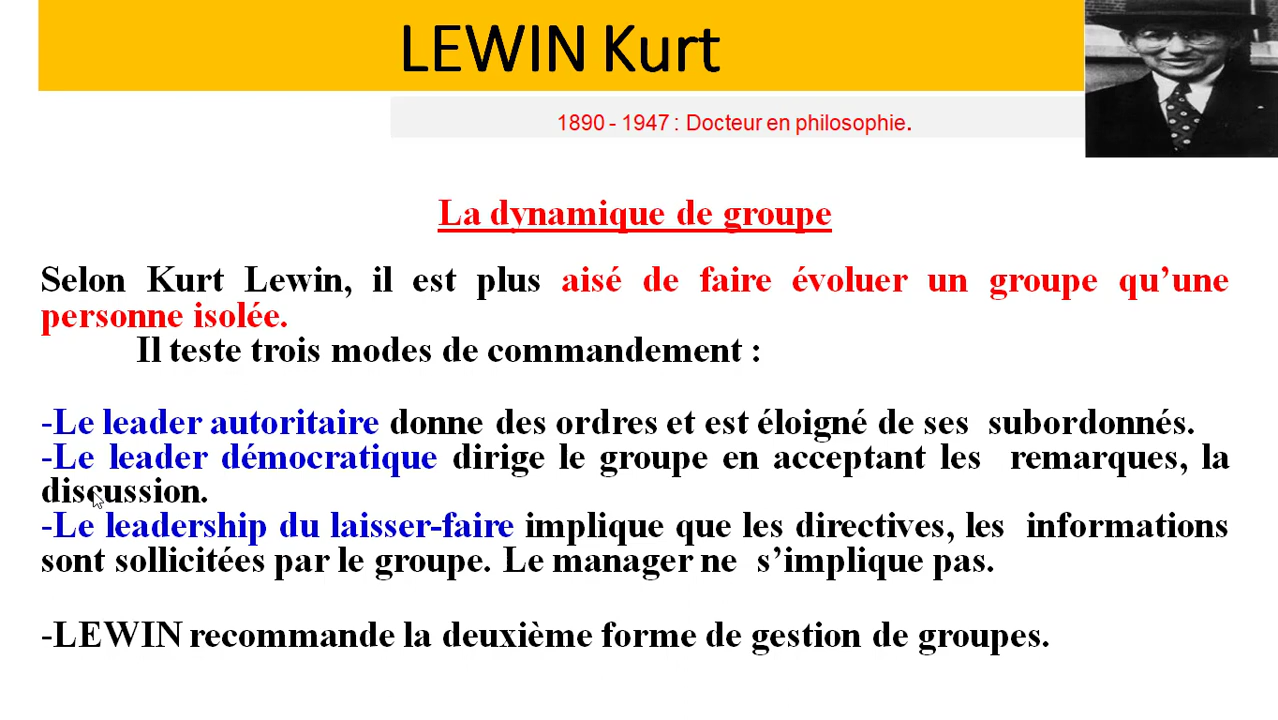 LEWIN Kurt
1890 - 1947 : Docteur en philosophie.
La dynamique de groupe
Selon Kurt Lewin, il est plus aisé de faire évoluer un groupe qu’une
personne isolée.
Il teste trois modes de commandement :
-Le leader autoritaire donne des ordres et est éloigné de ses subordonnés.
-Le leader démocratique dirige le groupe en acceptant les remarques, la
discussion.
-Le leadership du laisser-faire implique que les directives, les informations
sont sollicitées par le groupe. Le manager ne s’implique pas.
-LEWIN recommande la deuxième forme de gestion de groupes.